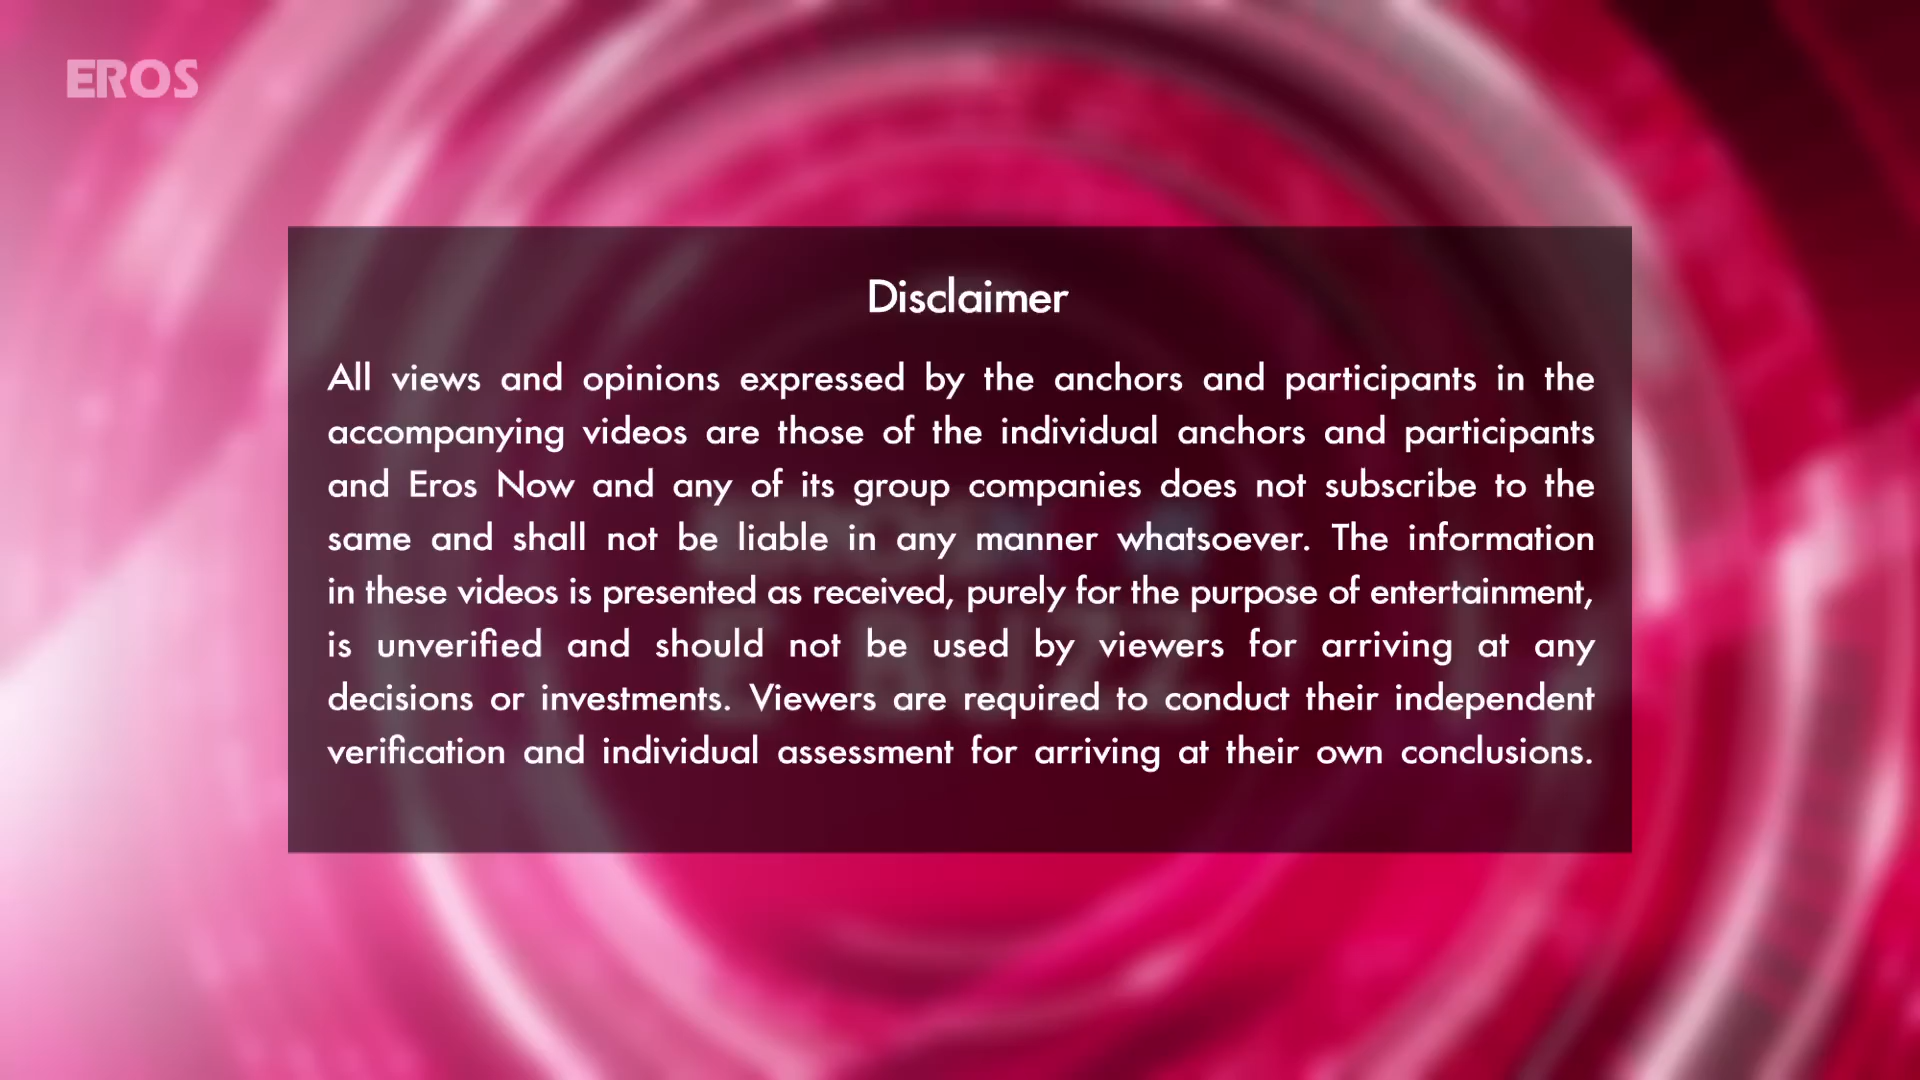 EROS
Disclaimer
All views and opinions expressed by the anchors and participants in the
accompanying videos are those of the individual anchors and participants
and Eros Now and any of its group companies does not subscribe to the
same and shall not be liable in any manner whatsoever. The information
in these videos is presented as received, purely for the purpose of entertainment,
is unverified and should not be used by viewers for arriving at any
decisions or investments. Viewers are required to conduct their independent
verification and individual assessment for arriving at their own conclusions.